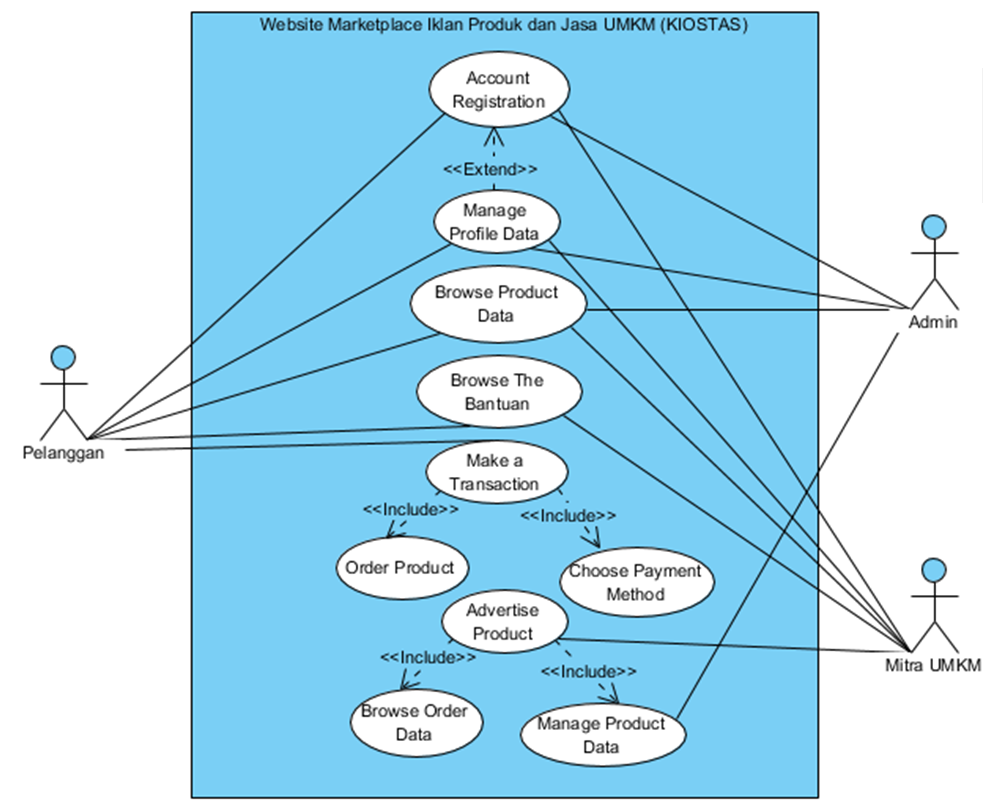 Website Marketplace Iklan Produk dan Jasa UMKM (KIOSTAS)
Account
Registration
<<Extend>>
Manage
Profile Data
Browse Product
Data
Admin
Browse The
Bantuan
Pelanggan
Make a
Transaction
<<Include>>
<<Include>>
Order Product
Choose Payment
Method
Advertise
Product
<<Include>>
<<Include>>
Mitra UMKM
Browse Order
Data
Manage Product
Data